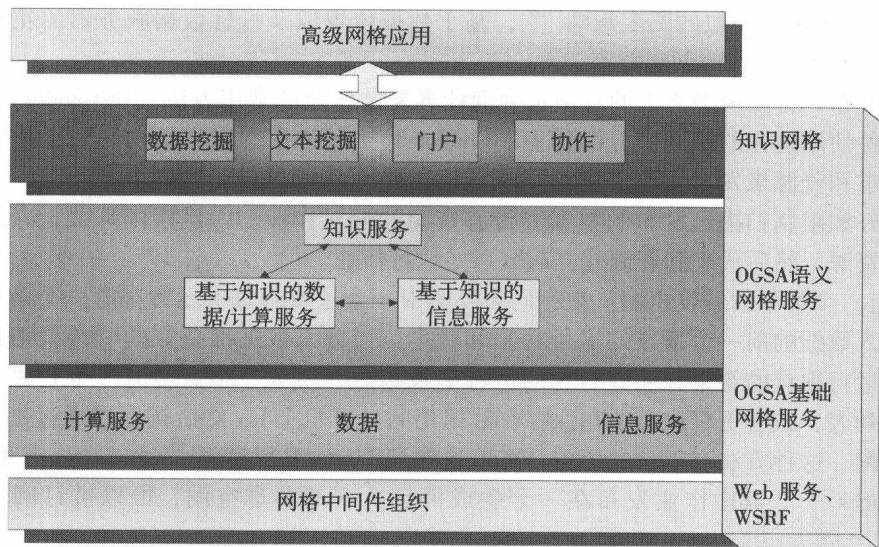 高级网格应用
数据挖掘 文本挖掘 门户 协作
知识网格
知识服务
基于知识的数
据/计算服务
基于知识的
信息服务
OGSA语义
网格服务
计算服务 数据 信息服务
OGSA基础
网格服务
网格中间件组织
Web 服务、
WSRF